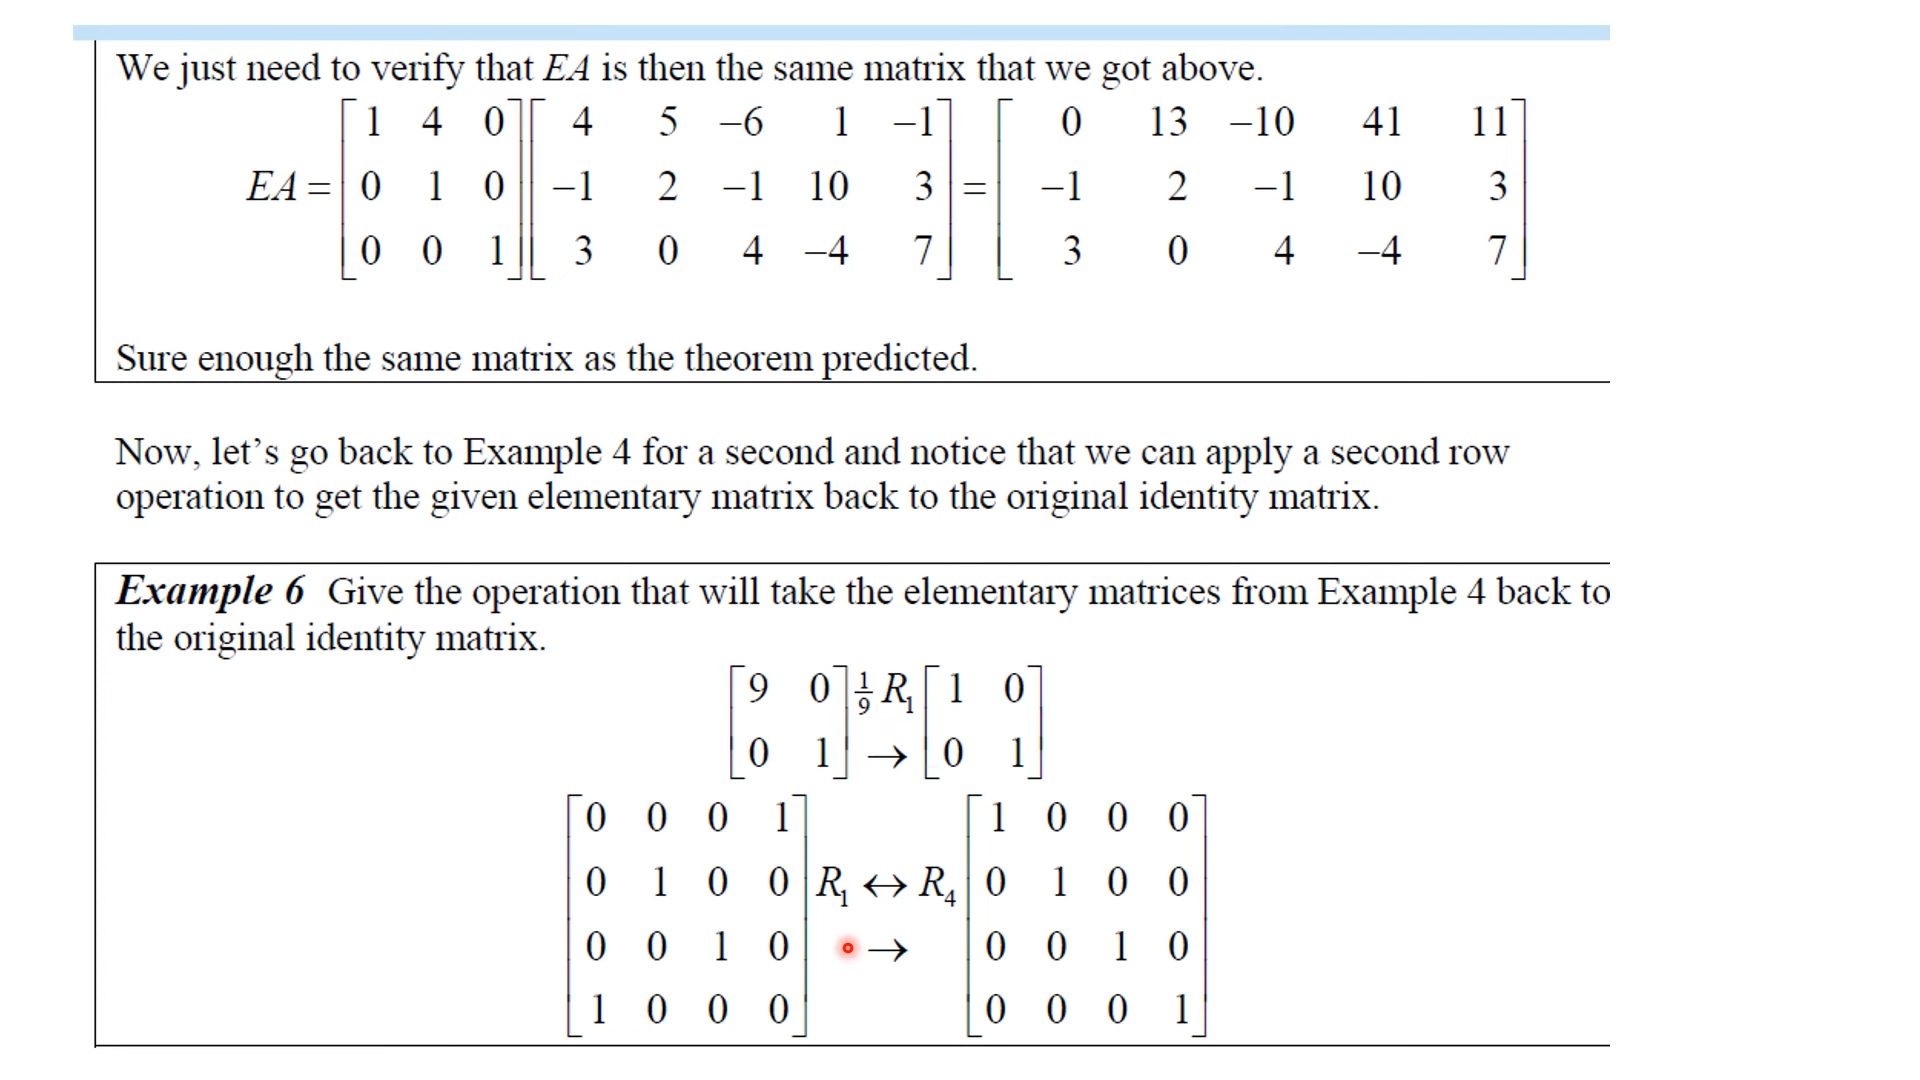 We just need to verify that EA is then the same matrix that we got above.
EA = [1 4 0; 0 1 0; 0 0 1] [4 5 −6 1 −1; −1 2 −1 10 3; 3 0 4 −4 7] = [0 13 −10 41 11; −1 2 −1 10 3; 3 0 4 −4 7]
Sure enough the same matrix as the theorem predicted.
Now, let’s go back to Example 4 for a second and notice that we can apply a second row
operation to get the given elementary matrix back to the original identity matrix.
Example 6 Give the operation that will take the elementary matrices from Example 4 back to
the original identity matrix.
[9 0; 0 1] 1/9 R₁ → [1 0; 0 1]
[0 0 0 1; 0 1 0 0; 0 0 1 0; 1 0 0 0] R₁ ↔ R₄ → [1 0 0 0; 0 1 0 0; 0 0 1 0; 0 0 0 1]